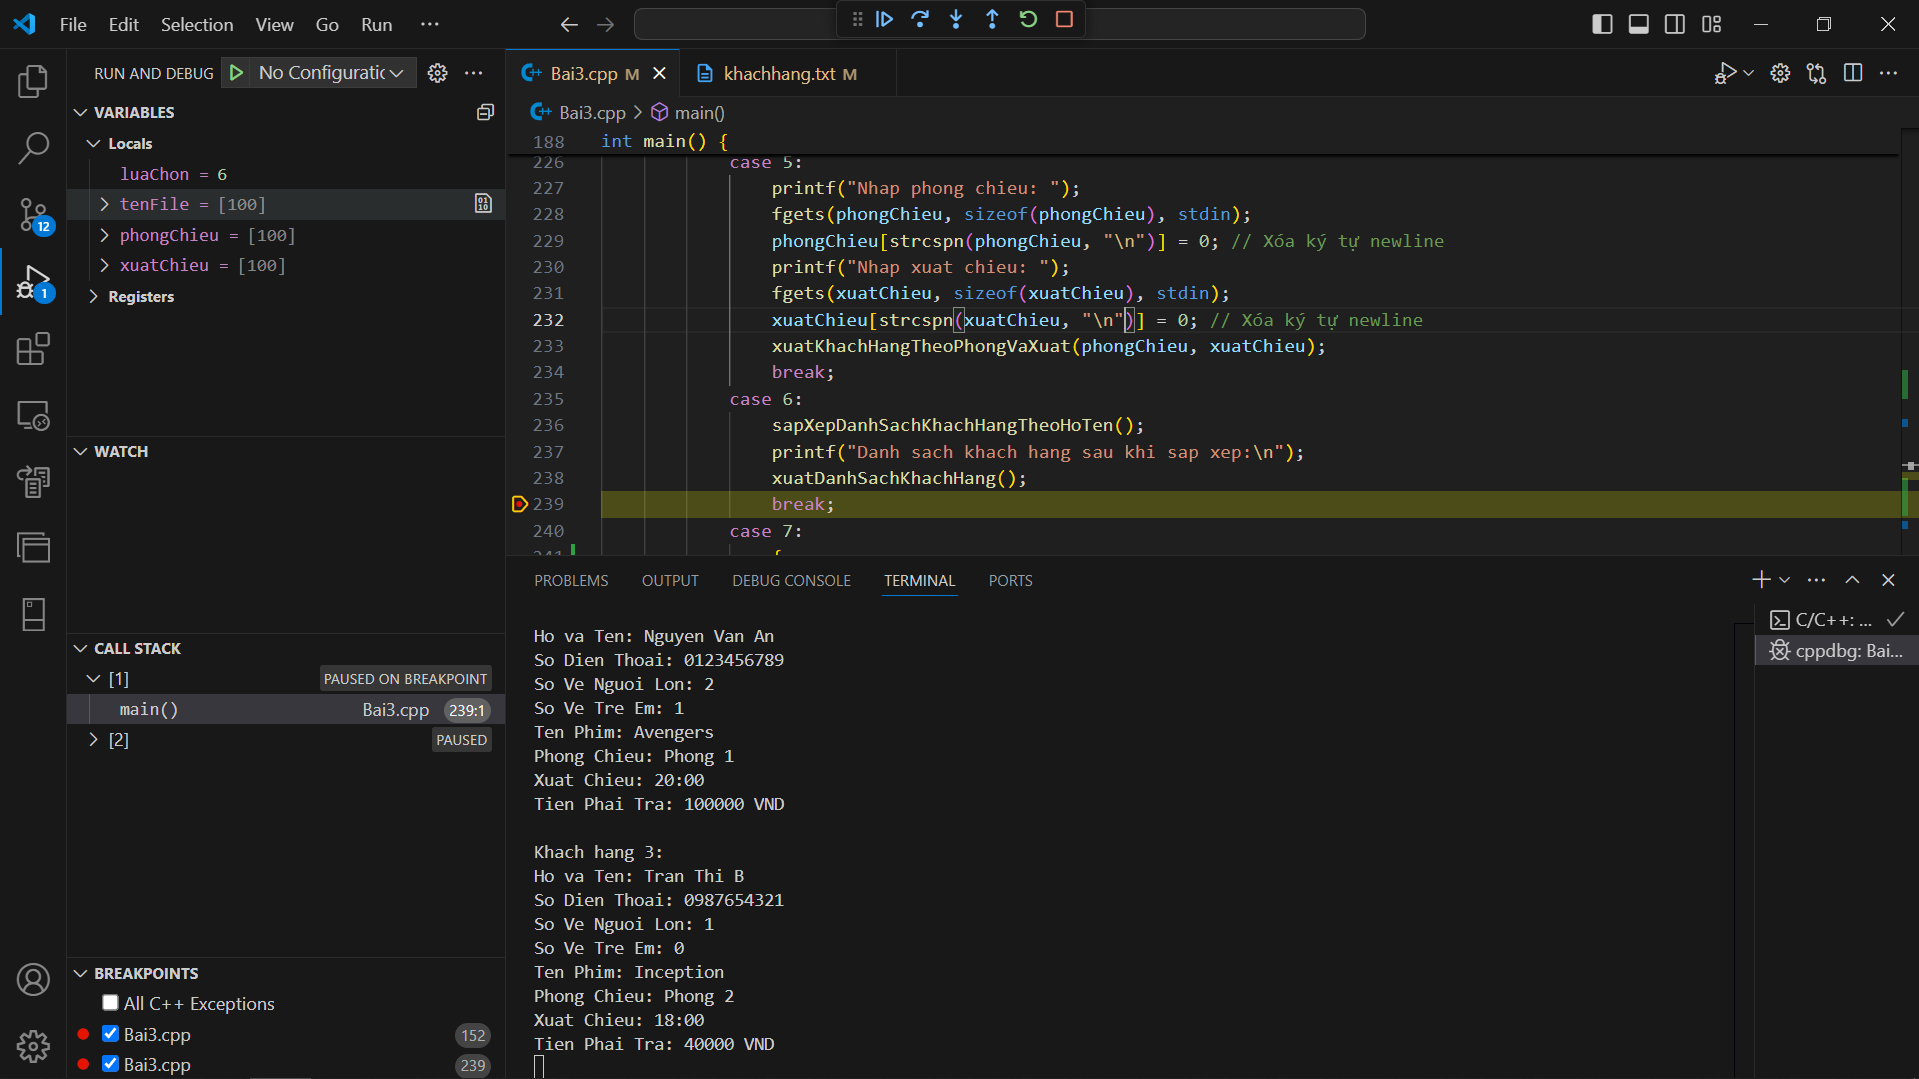 File Edit Selection View Go Run ···
RUN AND DEBUG
No Configuratic
VARIABLES
Locals
luaChon = 6
tenFile = [100]
phongChieu = [100]
xuatChieu = [100]
Registers
WATCH
CALL STACK
[1] PAUSED ON BREAKPOINT
main() Bai3.cpp 239:1
[2] PAUSED
BREAKPOINTS
All C++ Exceptions
Bai3.cpp 152
Bai3.cpp 239
12
1
Bai3.cpp M
khachhang.txt M
Bai3.cpp > main()
188 int main() {
226 case 5:
227 printf("Nhap phong chieu: ");
228 fgets(phongChieu, sizeof(phongChieu), stdin);
229 phongChieu[strcspn(phongChieu, "\n")] = 0; // Xóa ký tự newline
230 printf("Nhap xuat chieu: ");
231 fgets(xuatChieu, sizeof(xuatChieu), stdin);
232 xuatChieu[strcspn(xuatChieu, "\n")] = 0; // Xóa ký tự newline
233 xuatKhachHangTheoPhongVaXuat(phongChieu, xuatChieu);
234 break;
235 case 6:
236 sapXepDanhSachKhachHangTheoHoTen();
237 printf("Danh sach khach hang sau khi sap xep:\n");
238 xuatDanhSachKhachHang();
239 break;
240 case 7:
241 {
PROBLEMS OUTPUT DEBUG CONSOLE TERMINAL PORTS
Ho va Ten: Nguyen Van An
So Dien Thoai: 0123456789
So Ve Nguoi Lon: 2
So Ve Tre Em: 1
Ten Phim: Avengers
Phong Chieu: Phong 1
Xuat Chieu: 20:00
Tien Phai Tra: 100000 VND
Khach hang 3:
Ho va Ten: Tran Thi B
So Dien Thoai: 0987654321
So Ve Nguoi Lon: 1
So Ve Tre Em: 0
Ten Phim: Inception
Phong Chieu: Phong 2
Xuat Chieu: 18:00
Tien Phai Tra: 40000 VND
C/C++: ...
cppdbg: Bai...